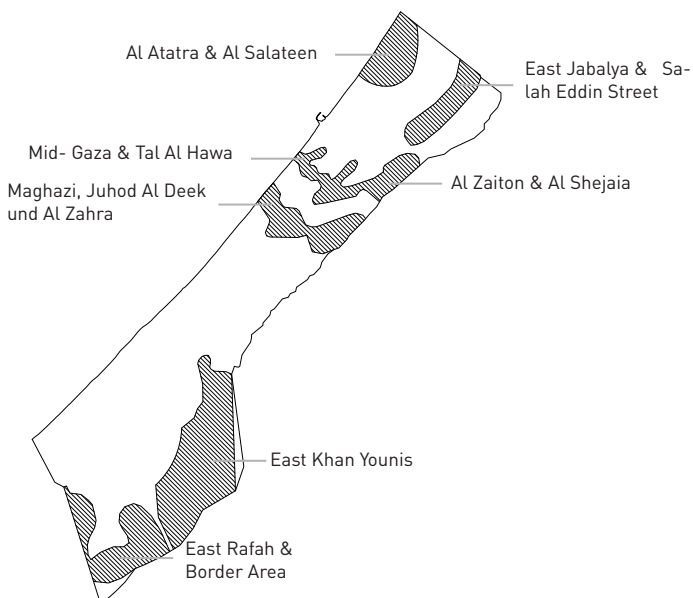 Al Atatra & Al Salateen
East Jabalya & Sa-
lah Eddin Street
Mid- Gaza & Tal Al Hawa
Al Zaiton & Al Shejaia
Maghazi, Juhod Al Deek
und Al Zahra
East Khan Younis
East Rafah &
Border Area